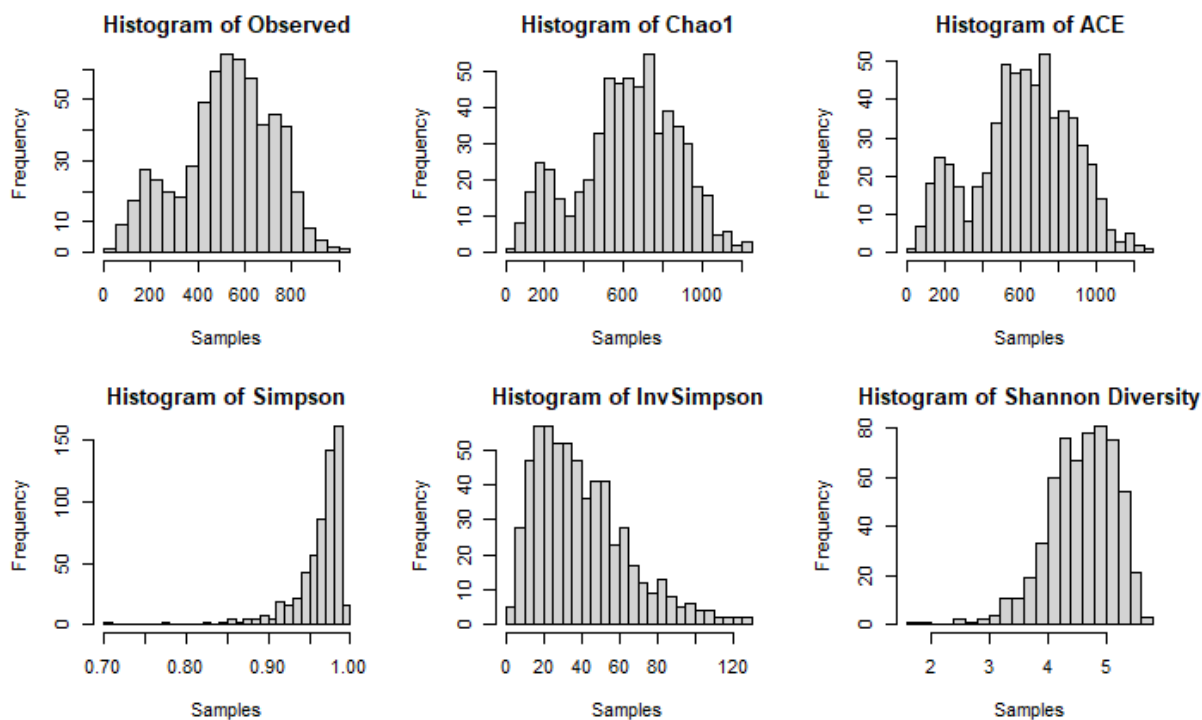 Histogram of Observed
Frequency
0 10 30 50
0 200 400 600 800
Samples
Histogram of Chao1
Frequency
0 10 20 30 40 50
0 200 600 1000
Samples
Histogram of ACE
Frequency
0 10 20 30 40 50
0 200 600 1000
Samples
Histogram of Simpson
Frequency
0 50 100 150
0.70 0.80 0.90 1.00
Samples
Histogram of InvSimpson
Frequency
0 10 20 30 40 50
0 20 40 60 80 120
Samples
Histogram of Shannon Diversity
Frequency
0 20 40 60 80
2 3 4 5
Samples